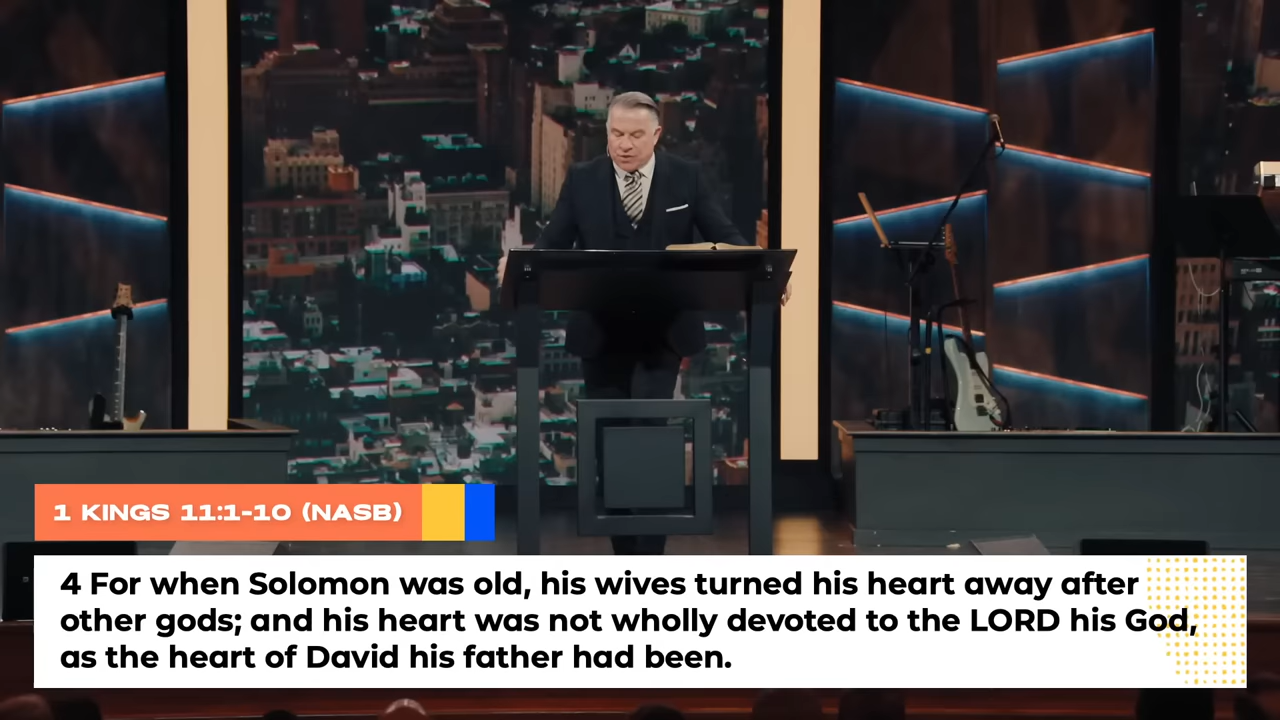 1 KINGS 11:1-10 (NASB)
4 For when Solomon was old, his wives turned his heart away after
other gods; and his heart was not wholly devoted to the LORD his God,
as the heart of David his father had been.